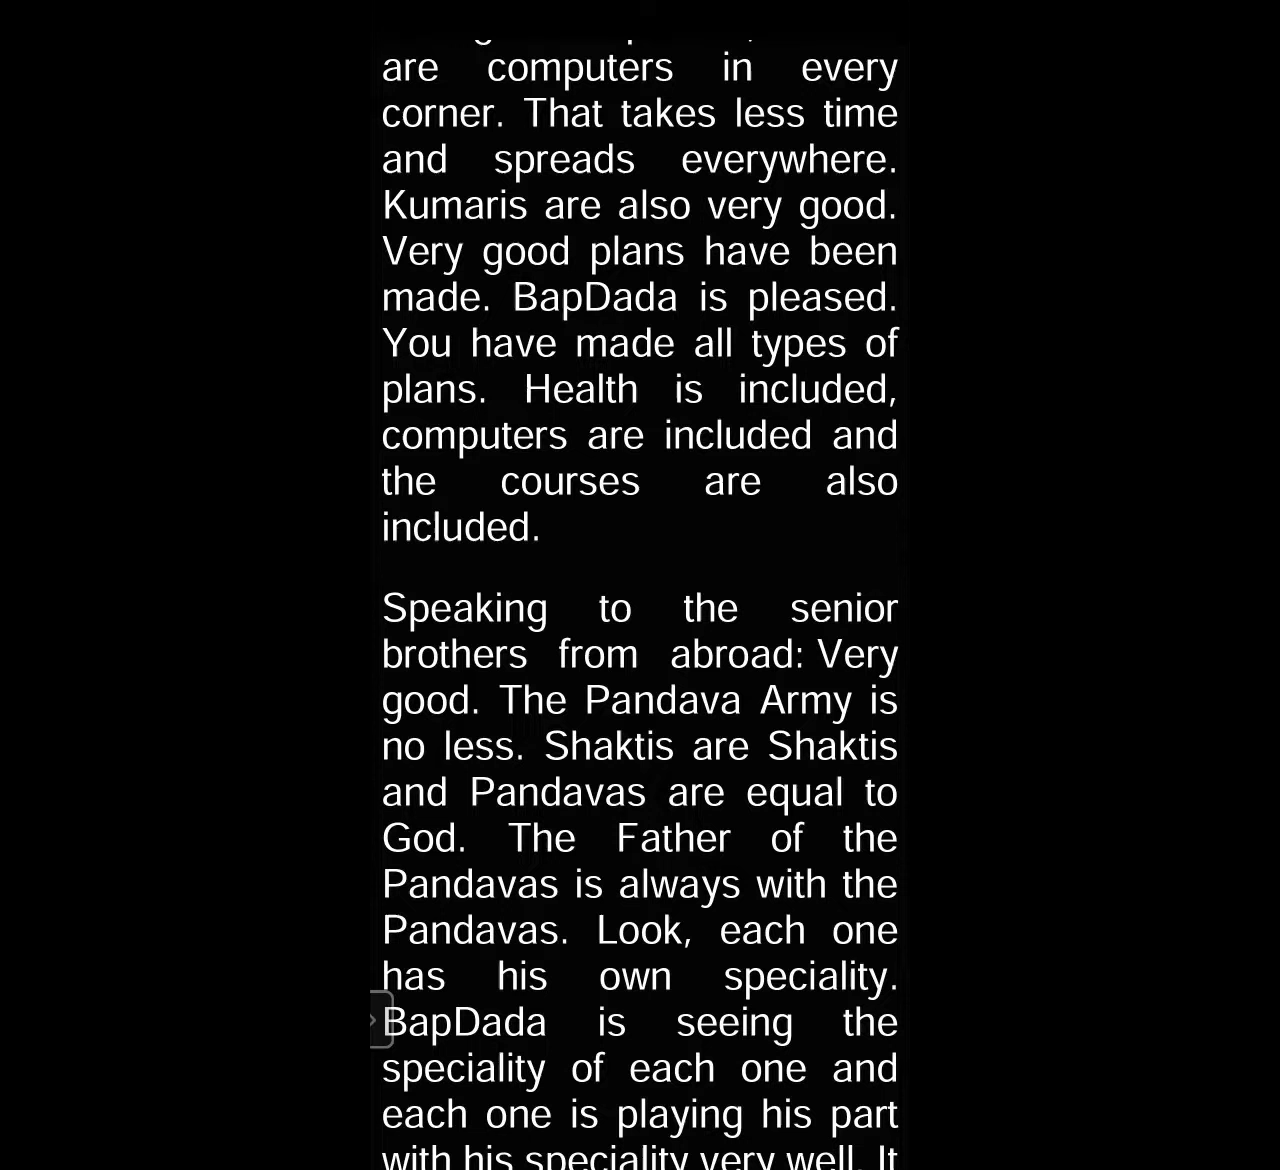 are computers in every
corner. That takes less time
and spreads everywhere.
Kumaris are also very good.
Very good plans have been
made. BapDada is pleased.
You have made all types of
plans. Health is included,
computers are included and
the courses are also
included.
Speaking to the senior
brothers from abroad: Very
good. The Pandava Army is
no less. Shaktis are Shaktis
and Pandavas are equal to
God. The Father of the
Pandavas is always with the
Pandavas. Look, each one
has his own speciality.
BapDada is seeing the
speciality of each one and
each one is playing his part
with his speciality very well. It